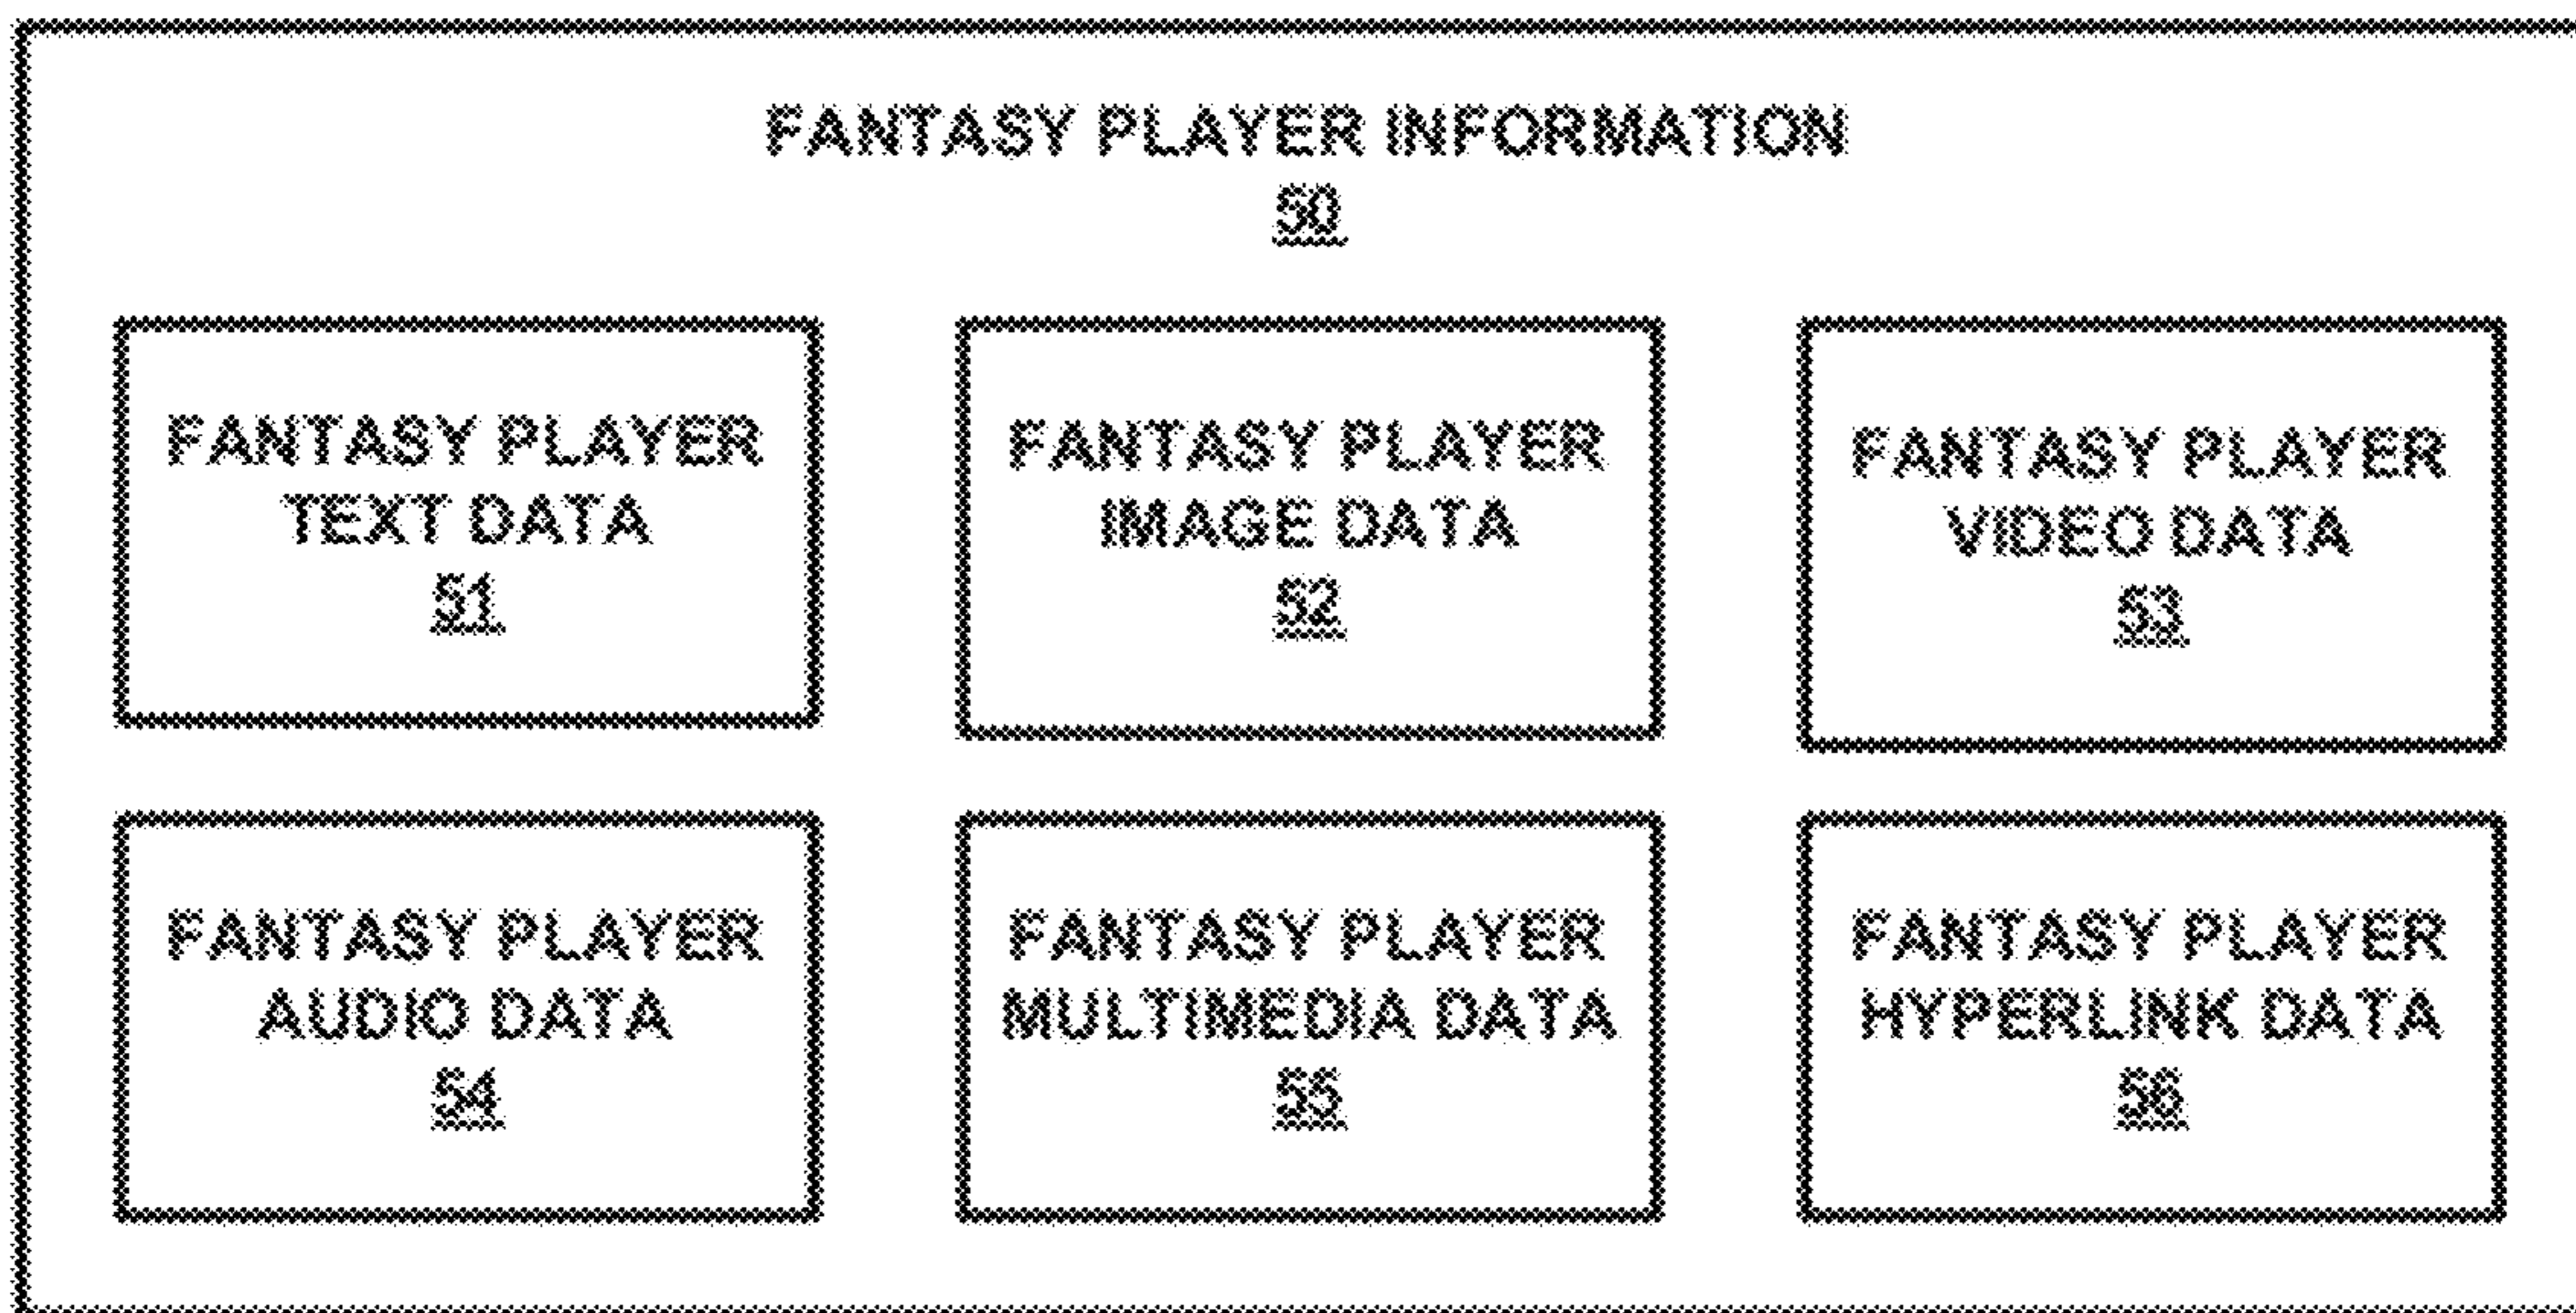 FANTASY PLAYER INFORMATION
50
FANTASY PLAYER
TEXT DATA
51
FANTASY PLAYER
IMAGE DATA
52
FANTASY PLAYER
VIDEO DATA
53
FANTASY PLAYER
AUDIO DATA
54
FANTASY PLAYER
MULTIMEDIA DATA
55
FANTASY PLAYER
HYPERLINK DATA
56